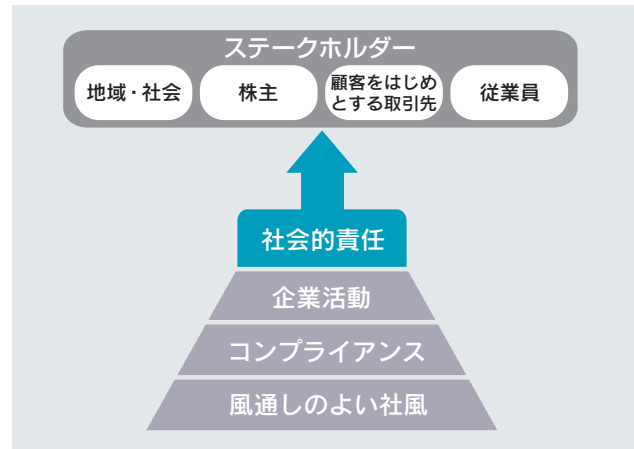 ステークホルダー
地域・社会
株主
顧客をはじめ
とする取引先
従業員
社会的責任
企業活動
コンプライアンス
風通しのよい社風